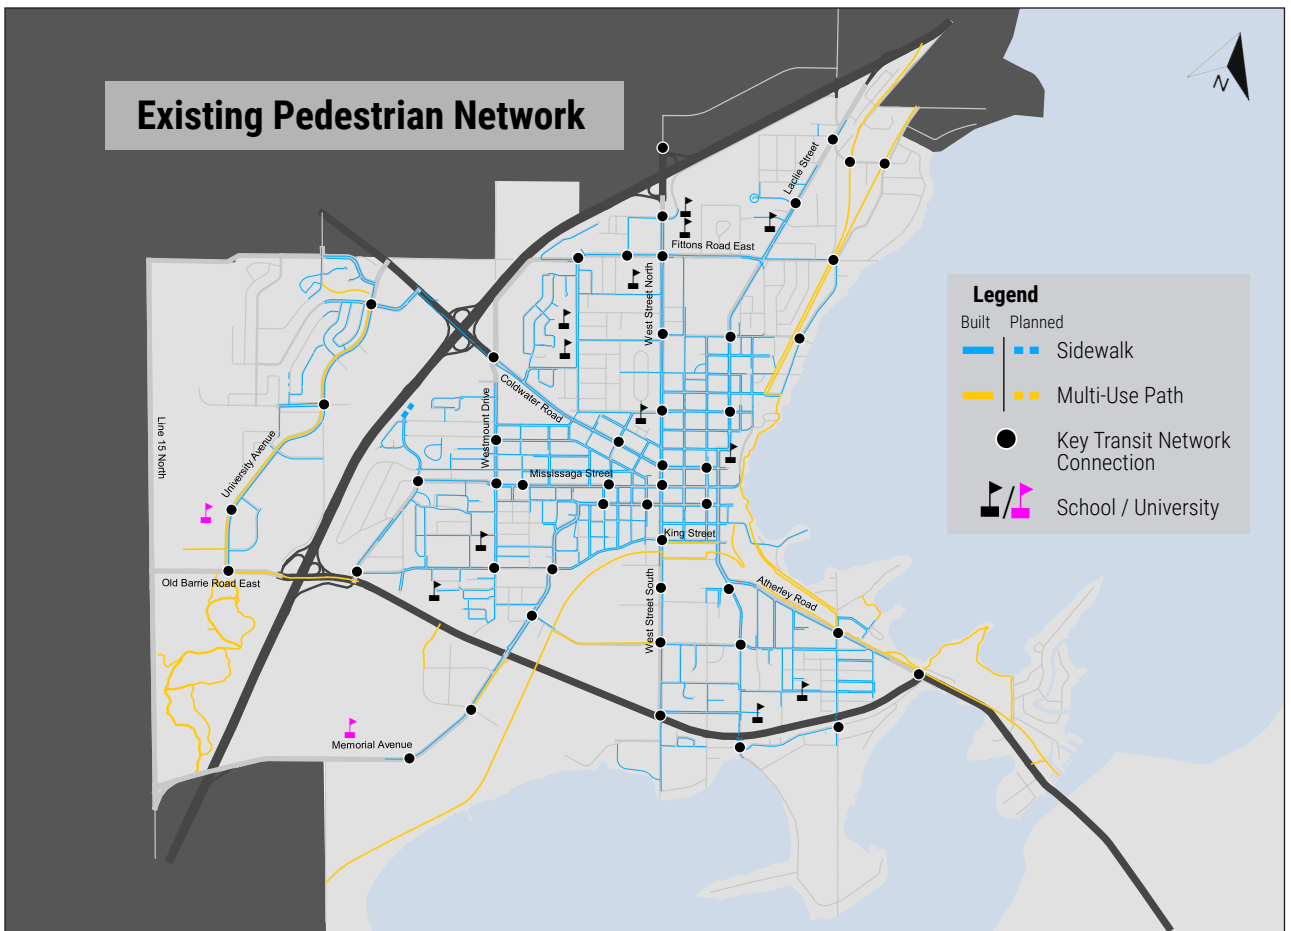 Existing Pedestrian Network
N
Laclie Street
Fittons Road East
West Street North
Legend
Built Planned
Sidewalk
Multi-Use Path
Key Transit Network
Connection
School / University
Coldwater Road
Westmount Drive
Line 15 North
University Avenue
Mississaga Street
King Street
Old Barrie Road East
Atherley Road
West Street South
Memorial Avenue